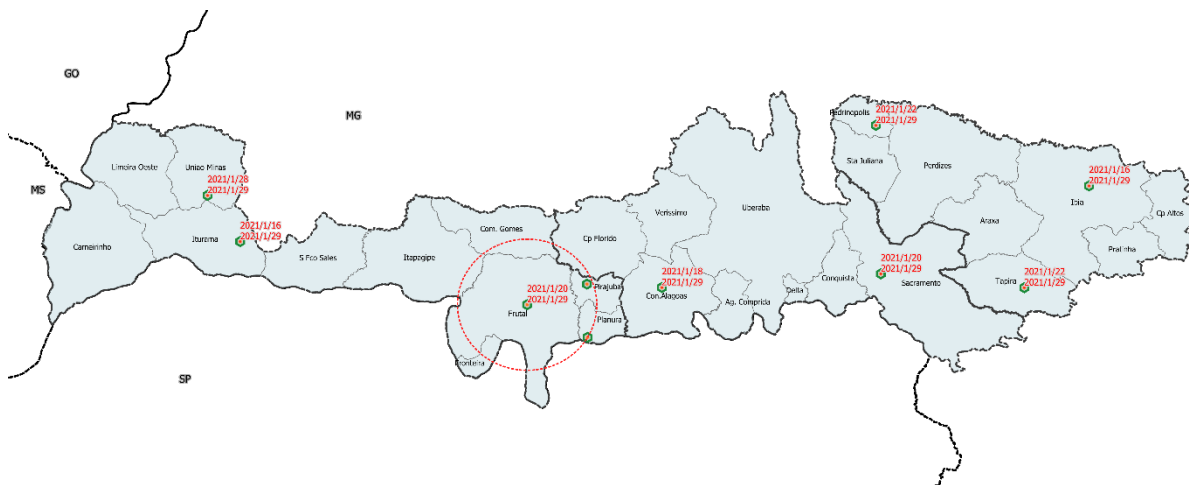 GO
MG
MS
SP
Limeira Oeste
Uniao Minas
2021/1/28
2021/1/29
Carneirinho
Iturama
2021/1/16
2021/1/29
S Fco Sales
Itapagipe
Com. Gomes
2021/1/20
2021/1/29
Frutal
Fronteira
Cp Florido
Pirajuba
Planura
Verissimo
2021/1/18
2021/1/29
Con.Alagoas
Uberaba
Ag. Comprida
Delta
Conquista
2021/1/20
2021/1/29
Sacramento
Pedrinopolis
2021/1/22
2021/1/29
Sta Juliana
Perdizes
Araxa
2021/1/16
2021/1/29
Ibia
Cp Altos
Pratinha
2021/1/22
Tapira
2021/1/29